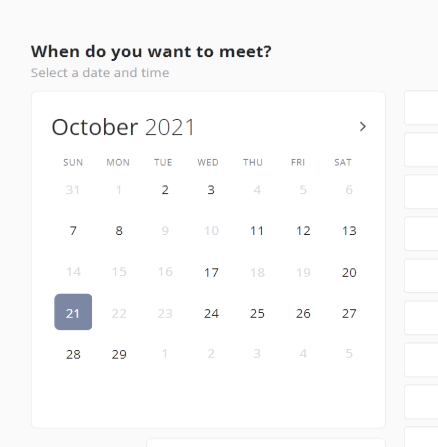 When do you want to meet?
Select a date and time
October 2021 >
SUN MON TUE WED THU FRI SAT
31 1 2 3 4 5 6
7 8 9 10 11 12 13
14 15 16 17 18 19 20
21 22 23 24 25 26 27
28 29 1 2 3 4 5